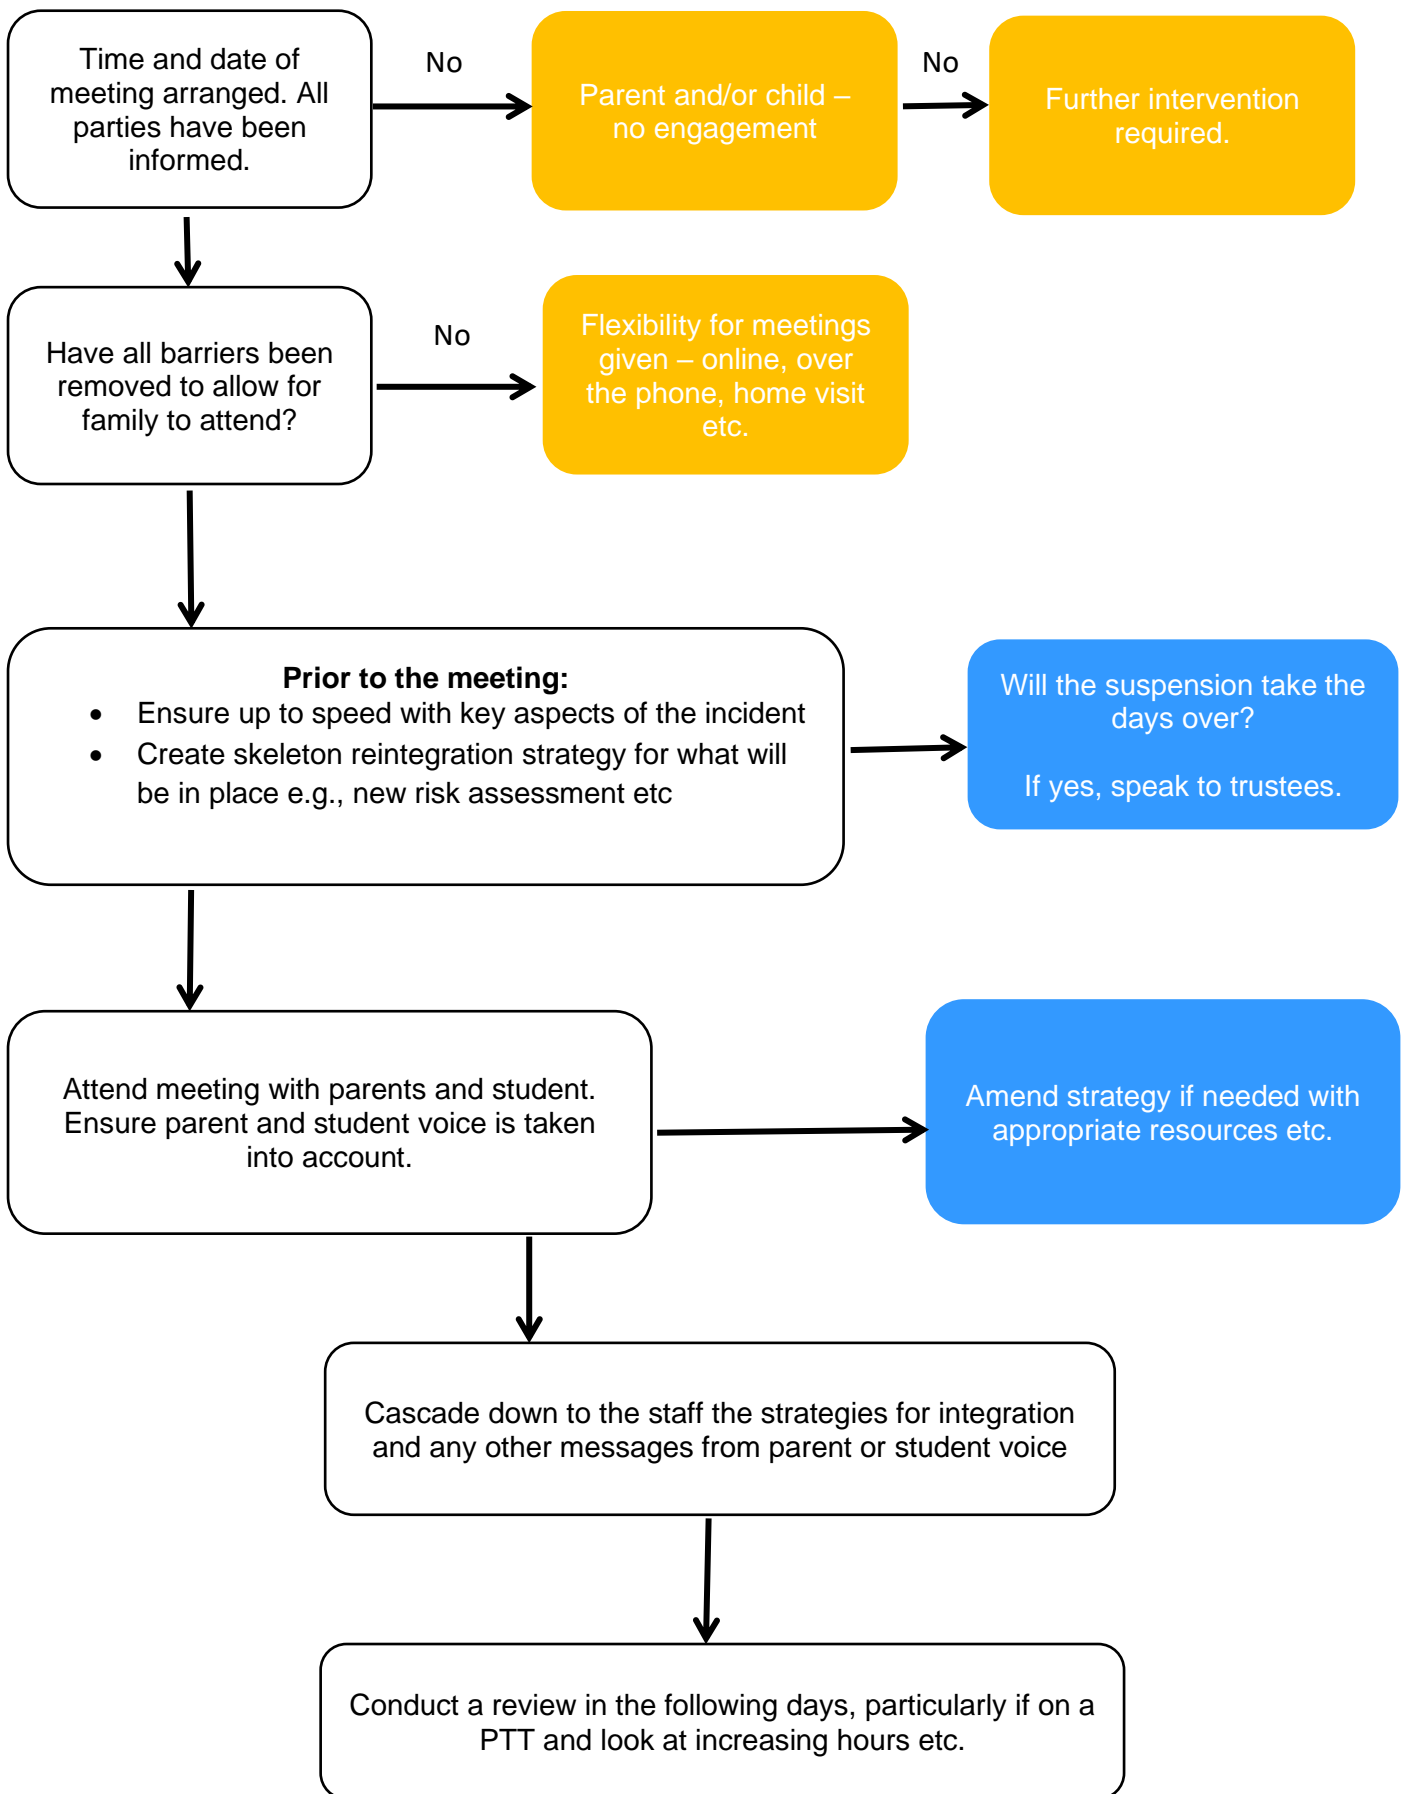 Time and date of
meeting arranged. All
parties have been
informed.
No
Parent and/or child –
no engagement
No
Further intervention
required.
Have all barriers been
removed to allow for
family to attend?
No
Flexibility for meetings
given – online, over
the phone, home visit
etc.
Prior to the meeting:
• Ensure up to speed with key aspects of the incident
• Create skeleton reintegration strategy for what will
be in place e.g., new risk assessment etc
Will the suspension take the
days over?
If yes, speak to trustees.
Attend meeting with parents and student.
Ensure parent and student voice is taken
into account.
Amend strategy if needed with
appropriate resources etc.
Cascade down to the staff the strategies for integration
and any other messages from parent or student voice
Conduct a review in the following days, particularly if on a
PTT and look at increasing hours etc.